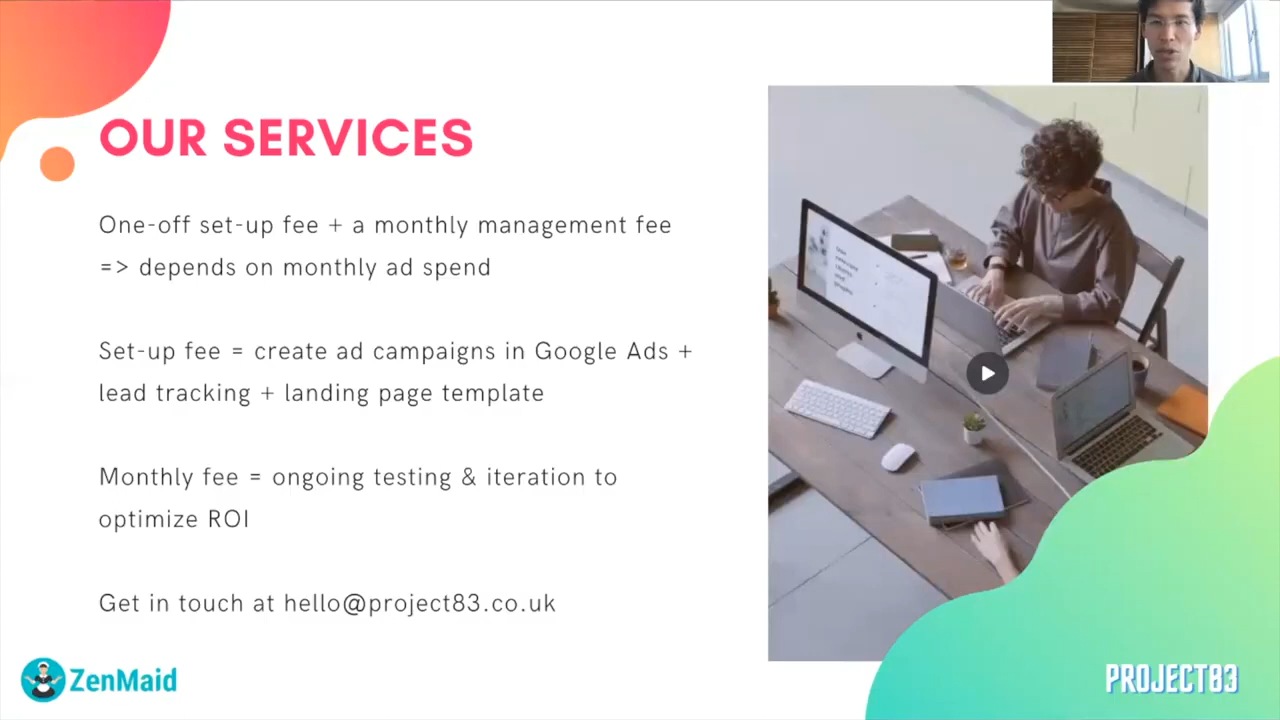 OUR SERVICES
One-off set-up fee + a monthly management fee
=> depends on monthly ad spend
Set-up fee = create ad campaigns in Google Ads +
lead tracking + landing page template
Monthly fee = ongoing testing & iteration to
optimize ROI
Get in touch at hello@project83.co.uk
ZenMaid
PROJECT83